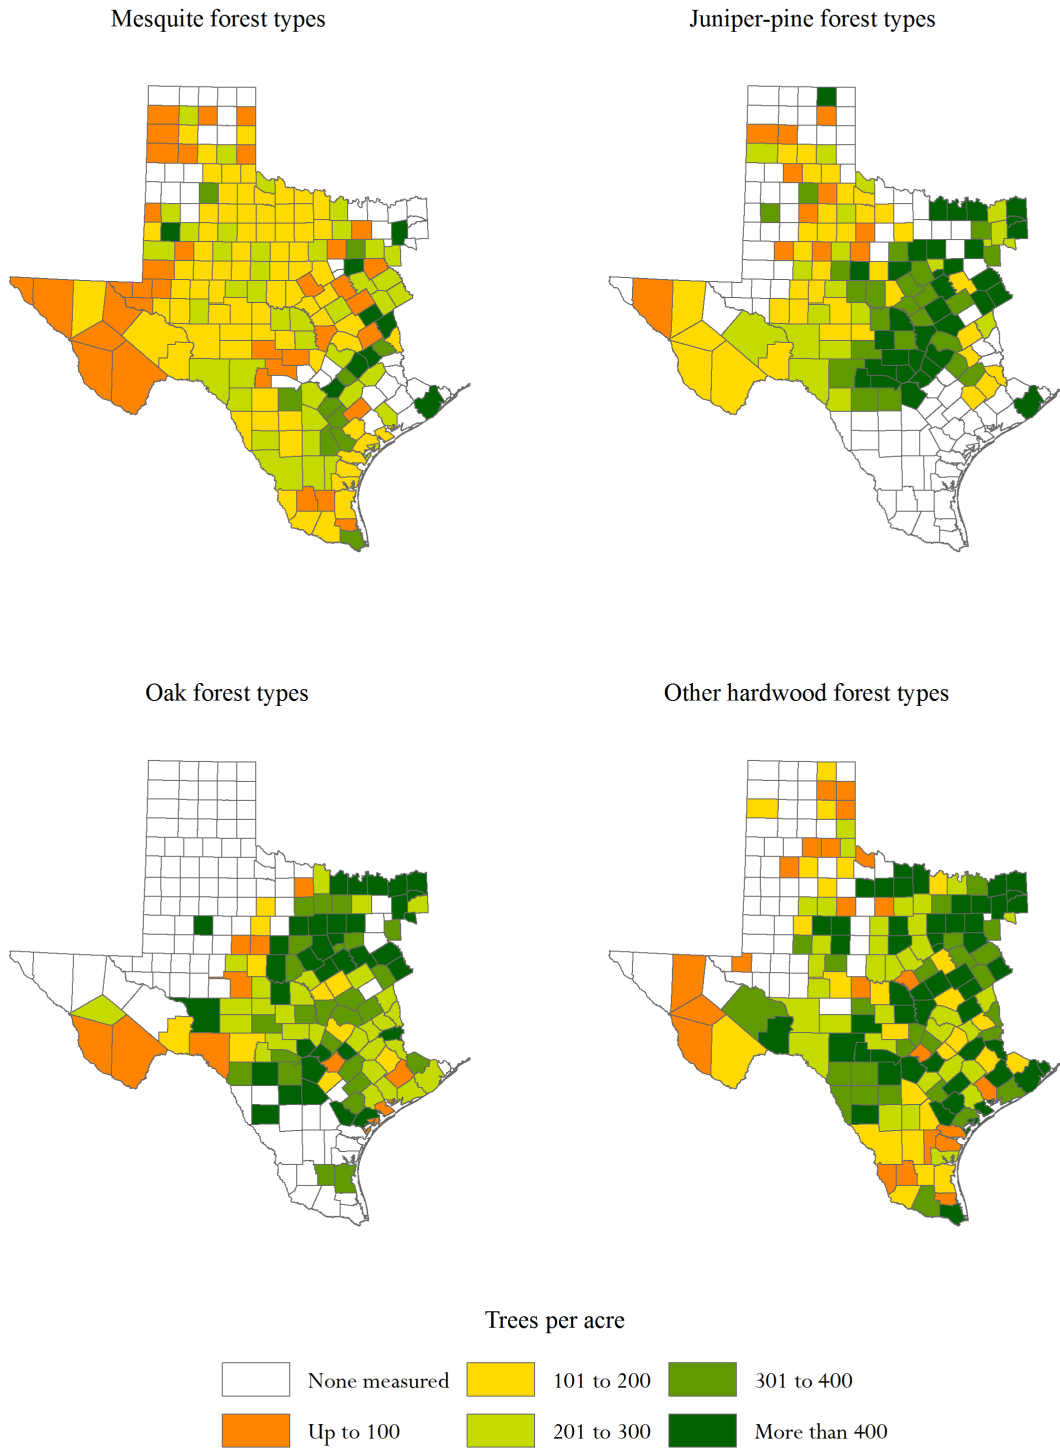 Mesquite forest types
Juniper-pine forest types
Oak forest types
Other hardwood forest types
Trees per acre
None measured
101 to 200
301 to 400
Up to 100
201 to 300
More than 400